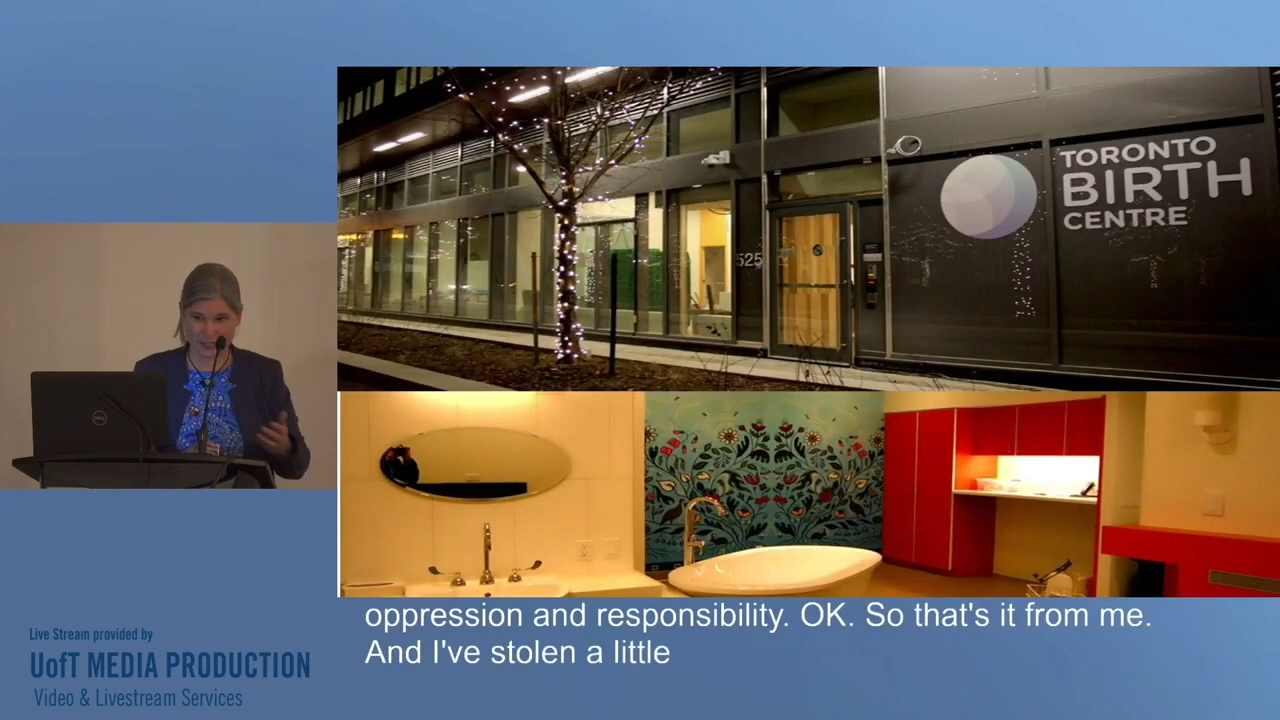 TORONTO
BIRTH
CENTRE
525
DELL
oppression and responsibility. OK. So that's it from me.
And I've stolen a little
Live Stream provided by
UofT MEDIA PRODUCTION
Video & Livestream Services